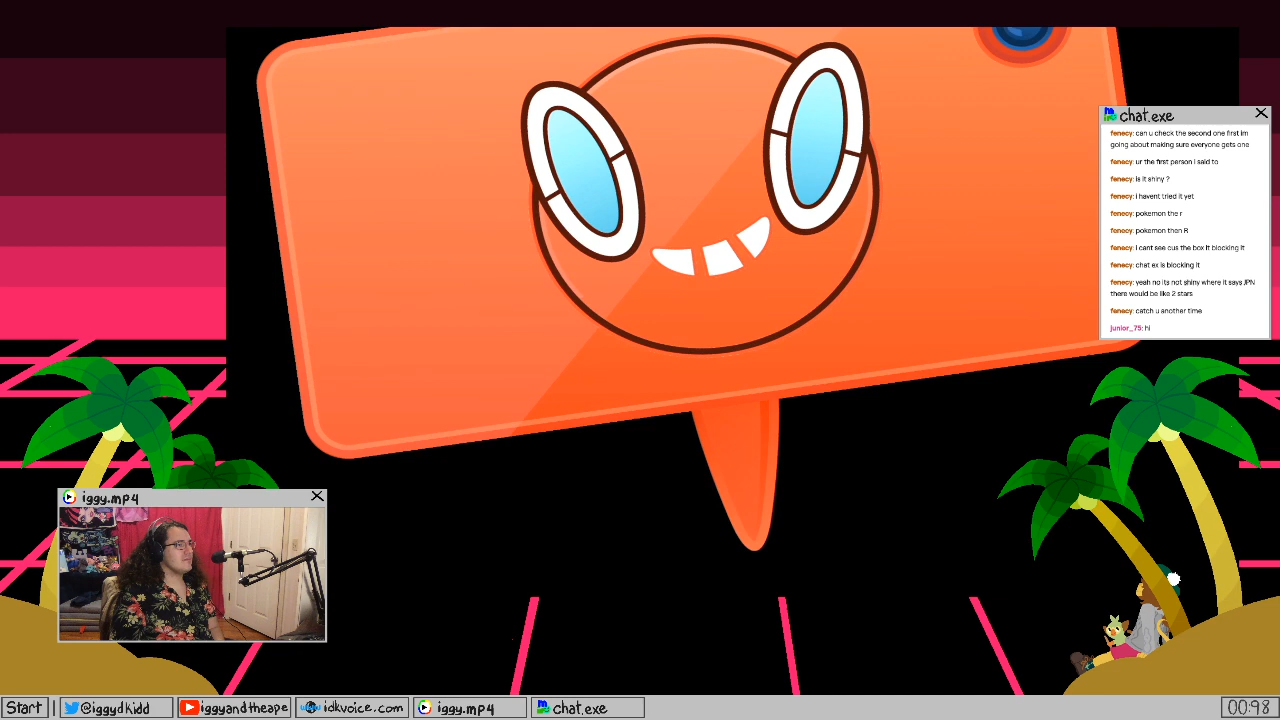 chat.exe
fenecy: can u check the second one first im
going about making sure everyone gets one
fenecy: ur the first person i said to
fenecy: is it shiny ?
fenecy: i havent tried it yet
fenecy: pokemon the r
fenecy: pokemon then R
fenecy: i cant see cus the box it blocking it
fenecy: chat ex is blocking it
fenecy: yeah no its not shiny where it says JPN
there would be like 2 stars
fenecy: catch u another time
junior_75: hi
iggy.mp4
Start | @iggydkidd iggyandtheape idkvoice.com iggy.mp4 chat.exe 00:98